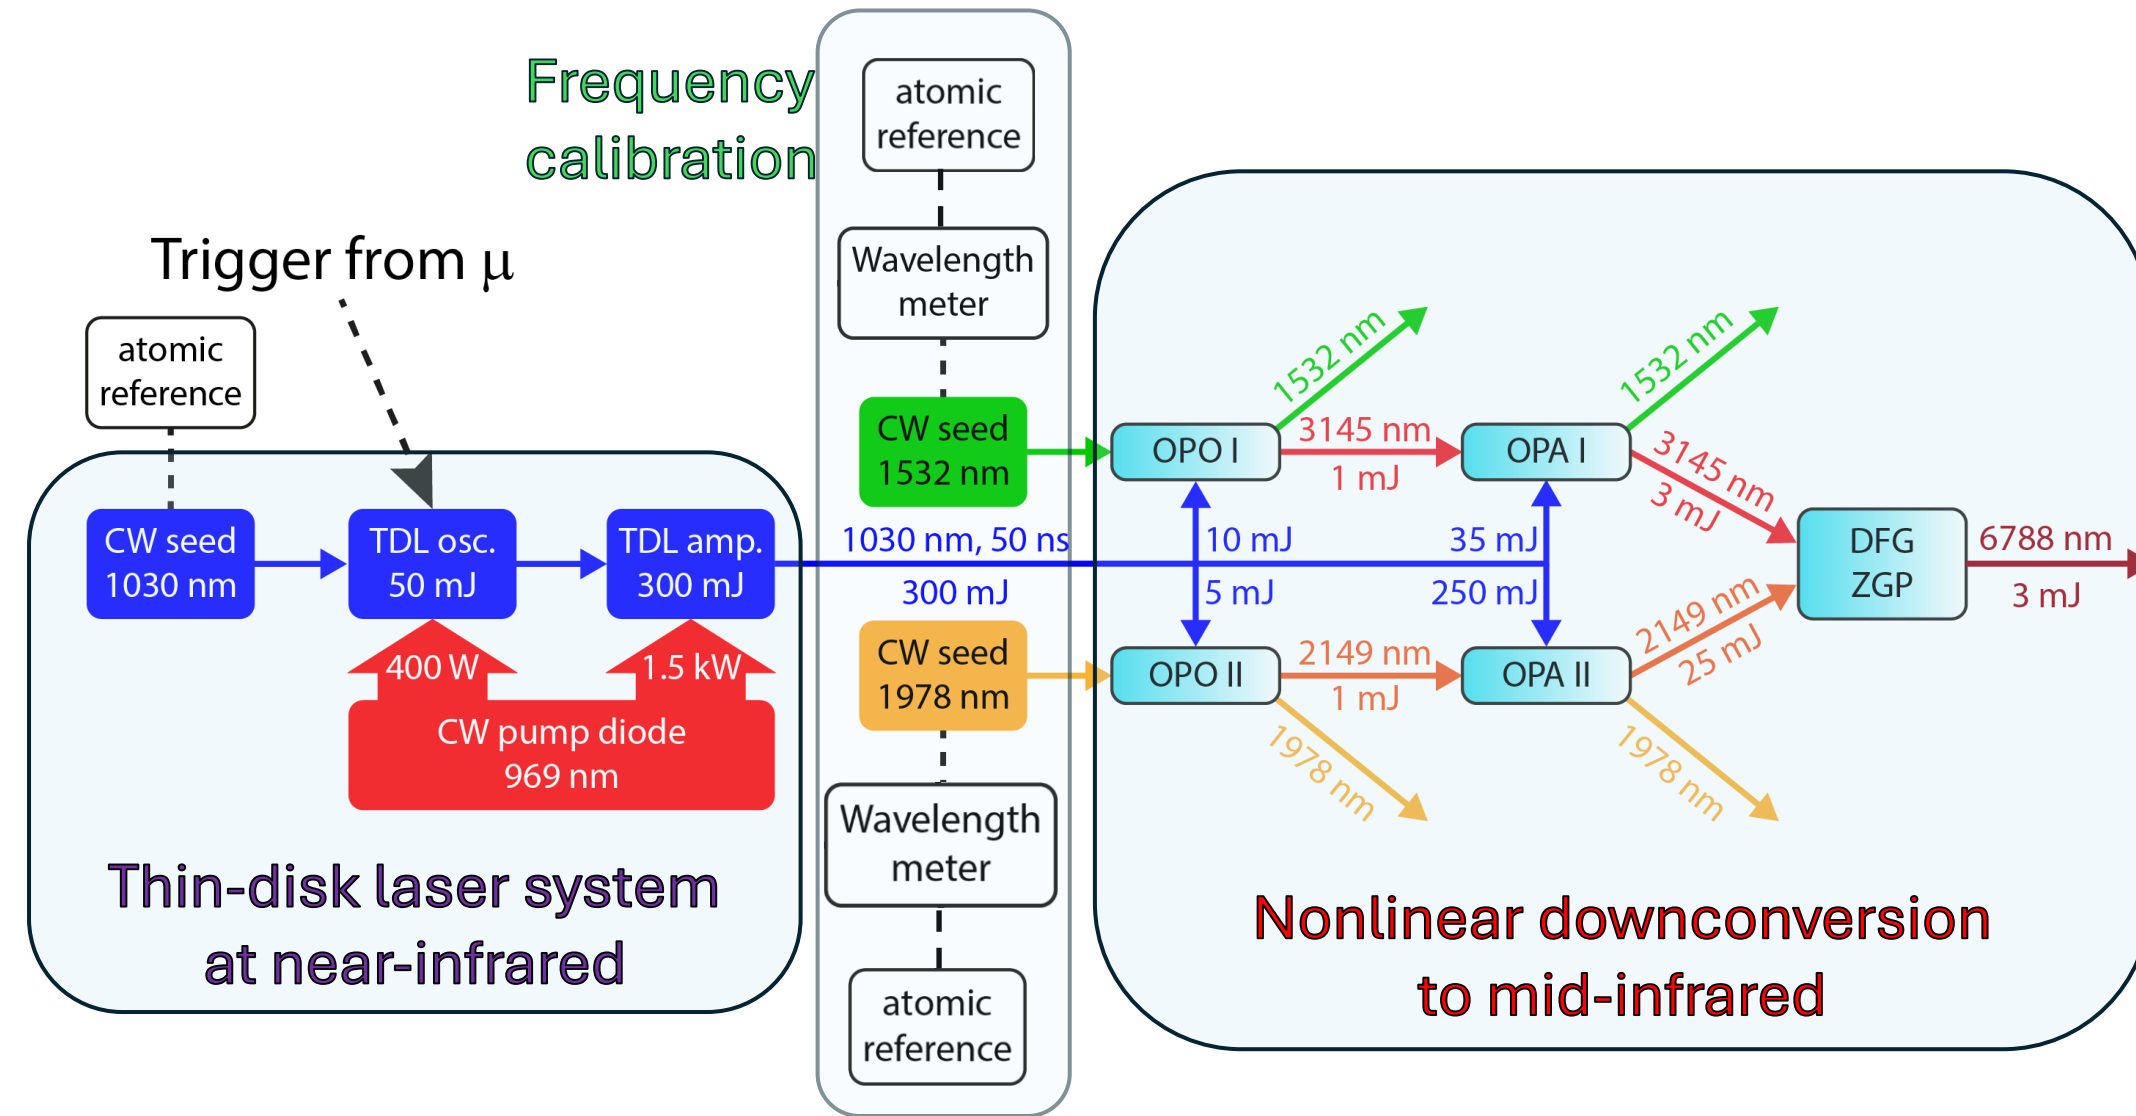 Frequency
calibration
atomic
reference
Wavelength
meter
Trigger from μ
atomic
reference
CW seed
1030 nm
TDL osc.
50 mJ
TDL amp.
300 mJ
400 W
1.5 kW
CW pump diode
969 nm
Thin-disk laser system
at near-infrared
CW seed
1532 nm
1030 nm, 50 ns
300 mJ
CW seed
1978 nm
Wavelength
meter
atomic
reference
1532 nm
1532 nm
OPO I
3145 nm
1 mJ
OPA I
3145 nm
3 mJ
10 mJ
35 mJ
5 mJ
250 mJ
DFG
ZGP
6788 nm
3 mJ
OPO II
2149 nm
1 mJ
OPA II
2149 nm
25 mJ
1978 nm
1978 nm
Nonlinear downconversion
to mid-infrared